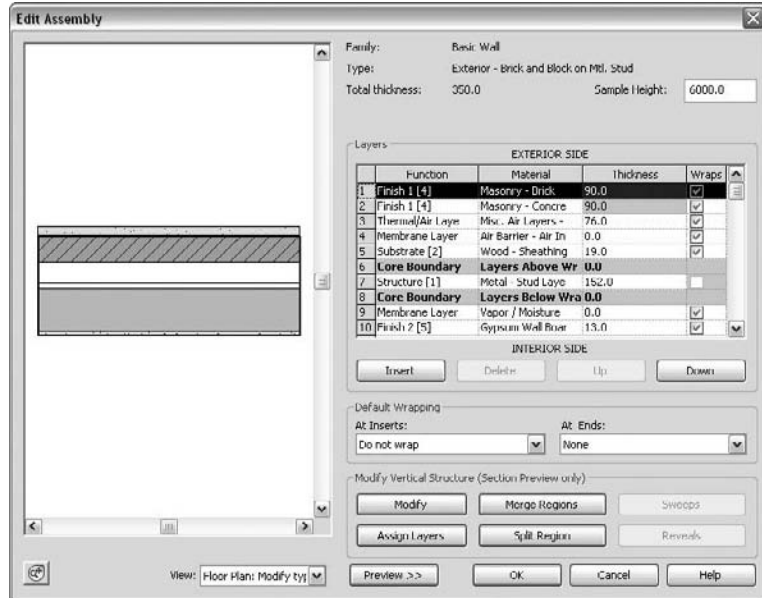 Edit Assembly
Family: Basic Wall
Type: Exterior - Brick and Block on Mtl. Stud
Total thickness: 350.0 Sample Height: 6000.0
Layers
EXTERIOR SIDE
Function Material Thickness Wraps
1 Finish 1 [4] Masonry - Brick 90.0
2 Finish 1 [4] Masonry - Concre 90.0
3 Thermal/Air Laye Misc. Air Layers - 76.0
4 Membrane Layer Air Barrier - Air In 0.0
5 Substrate [2] Wood - Sheathing 19.0
6 Core Boundary Layers Above Wr 0.0
7 Structure [1] Metal - Stud Laye 152.0
8 Core Boundary Layers Below Wra 0.0
9 Membrane Layer Vapor / Moisture 0.0
10 Finish 2 [5] Gypsum Wall Boar 13.0
INTERIOR SIDE
Insert Delete Up Down
Default Wrapping
At Inserts: At Ends:
Do not wrap None
Modify Vertical Structure (Section Preview only)
Modify Merge Regions Sweeps
Assign Layers Split Region Reveals
View: Floor Plan: Modify typ Preview >> OK Cancel Help